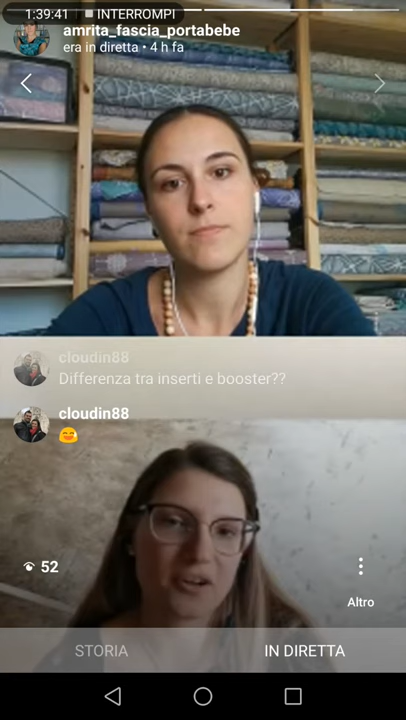 1:39:41 INTERROMPI
amrita_fascia_portabebe
era in diretta • 4 h fa
cloudin88
Differenza tra inserti e booster??
cloudin88
52
Altro
STORIA IN DIRETTA